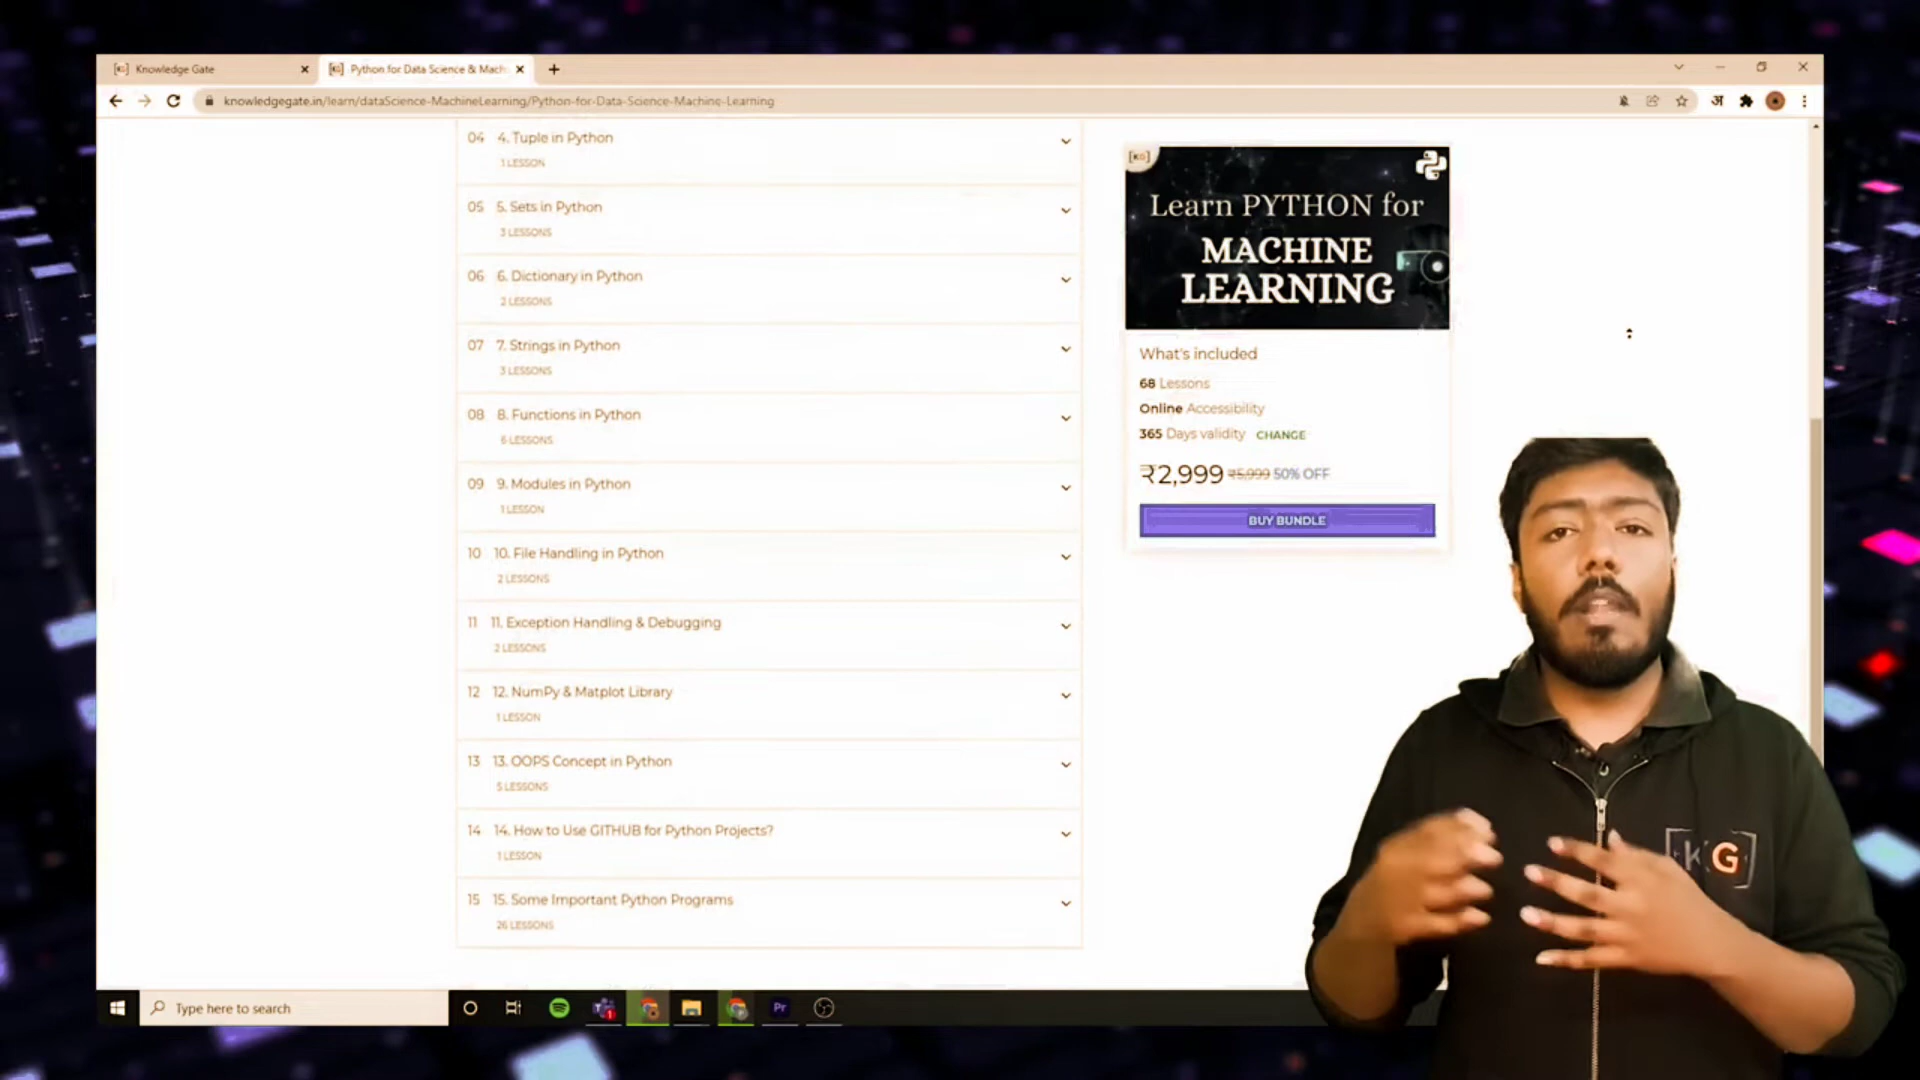 Knowledge Gate
Python for Data Science & Mach
knowledgegate.in/learn/dataScience-MachineLearning/Python-for-Data-Science-Machine-Learning
अ
04 4. Tuple in Python
1 LESSON
05 5. Sets in Python
3 LESSONS
06 6. Dictionary in Python
2 LESSONS
07 7. Strings in Python
3 LESSONS
08 8. Functions in Python
6 LESSONS
09 9. Modules in Python
1 LESSON
10 10. File Handling in Python
2 LESSONS
11 11. Exception Handling & Debugging
2 LESSONS
12 12. NumPy & Matplot Library
1 LESSON
13 13. OOPS Concept in Python
5 LESSONS
14 14. How to Use GITHUB for Python Projects?
1 LESSON
15 15. Some Important Python Programs
26 LESSONS
[KG]
Learn PYTHON for
MACHINE
LEARNING
What's included
68 Lessons
Online Accessibility
365 Days validity CHANGE
₹2,999 ₹5,999 50% OFF
BUY BUNDLE
[KG]
Type here to search
Pr